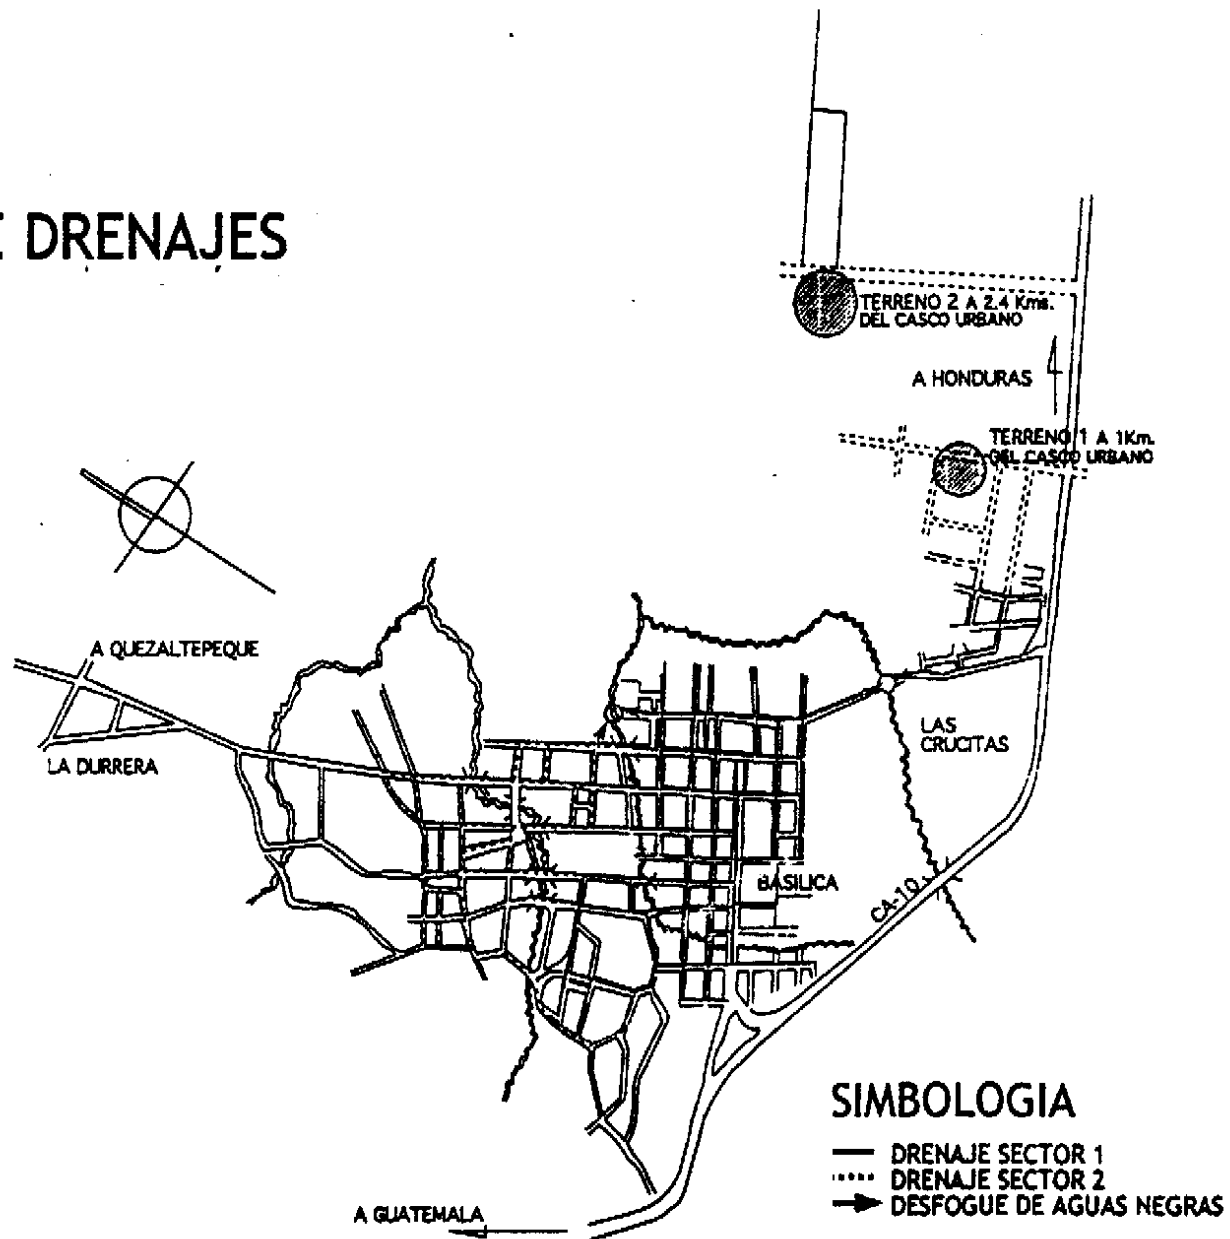 DRENAJES
TERRENO 2 A 2.4 Kms.
DEL CASCO URBANO
A HONDURAS
TERRENO 1 A 1Km.
DEL CASCO URBANO
A QUEZALTEPEQUE
LA DURRERA
LAS
CRUCITAS
BASILICA
CA-10
SIMBOLOGIA
DRENAJE SECTOR 1
DRENAJE SECTOR 2
DESFOGUE DE AGUAS NEGRAS
A GUATEMALA